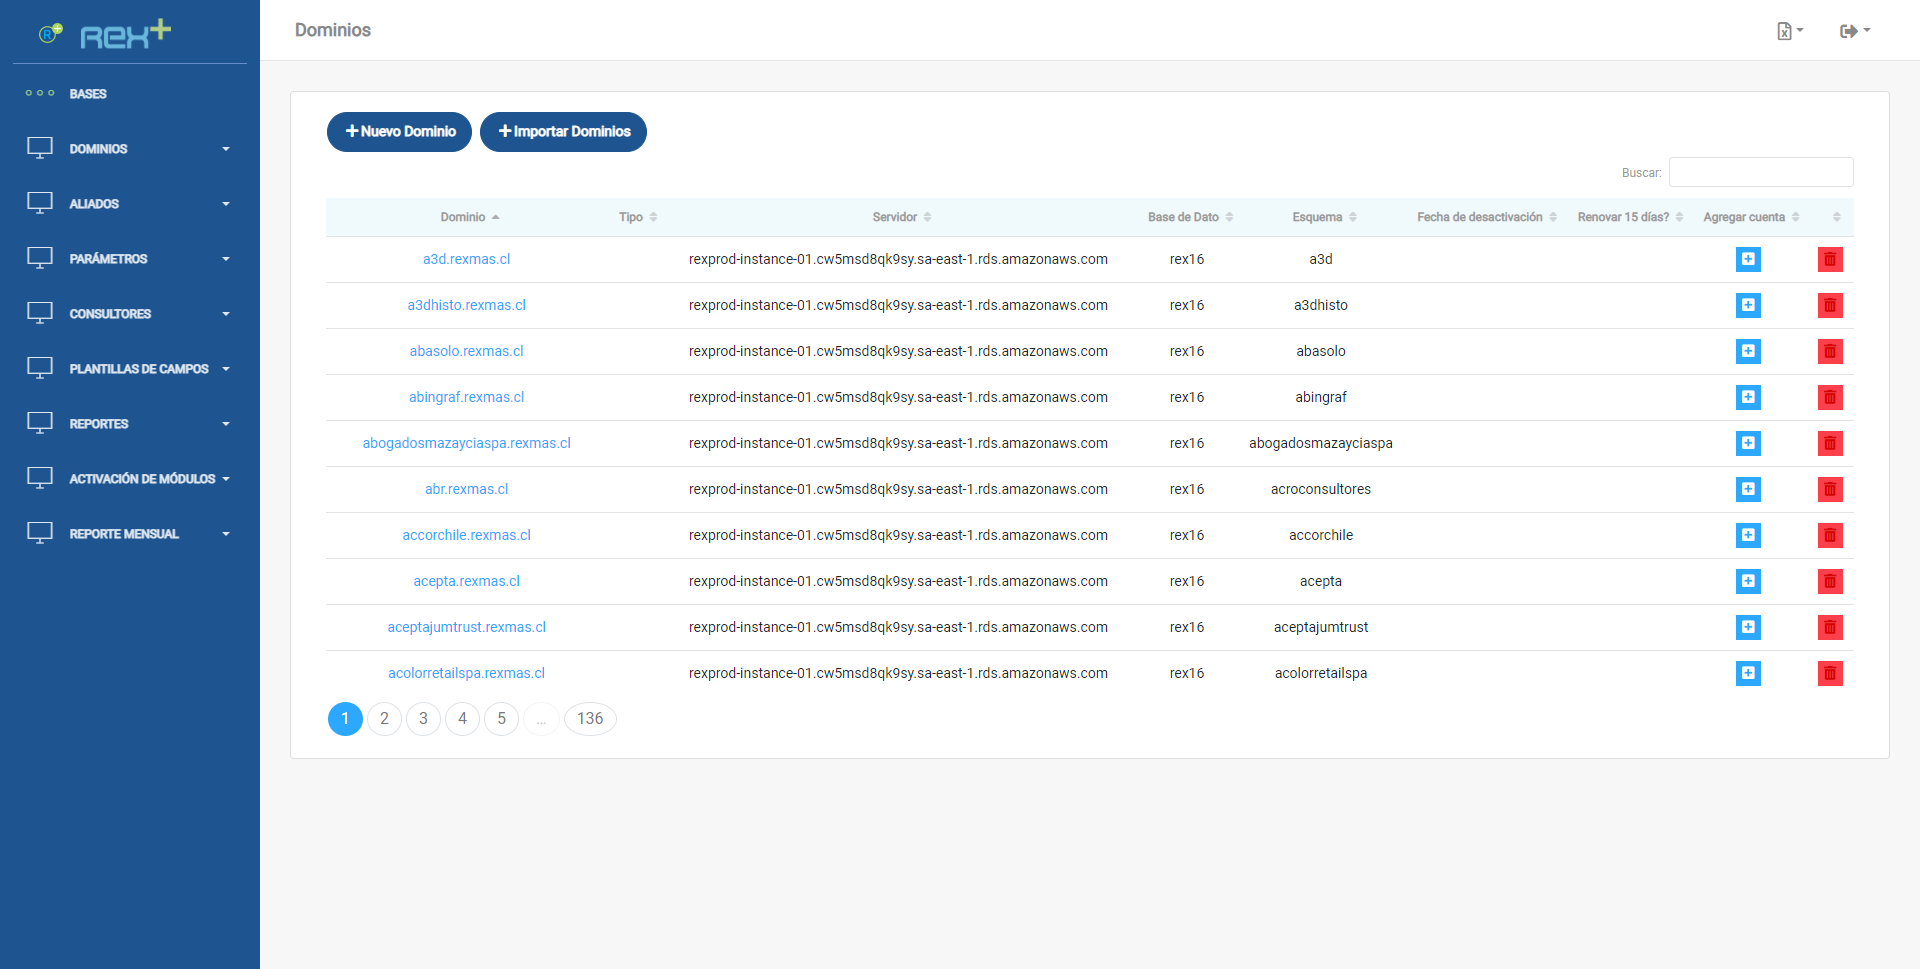 R+ Rex+
BASES
DOMINIOS
ALIADOS
PARÁMETROS
CONSULTORES
PLANTILLAS DE CAMPOS
REPORTES
ACTIVACIÓN DE MÓDULOS
REPORTE MENSUAL
Dominios
+Nuevo Dominio +Importar Dominios
Buscar:
Dominio Tipo Servidor Base de Dato Esquema Fecha de desactivación Renovar 15 días? Agregar cuenta
a3d.rexmas.cl rexprod-instance-01.cw5msd8qk9sy.sa-east-1.rds.amazonaws.com rex16 a3d
a3dhisto.rexmas.cl rexprod-instance-01.cw5msd8qk9sy.sa-east-1.rds.amazonaws.com rex16 a3dhisto
abasolo.rexmas.cl rexprod-instance-01.cw5msd8qk9sy.sa-east-1.rds.amazonaws.com rex16 abasolo
abingraf.rexmas.cl rexprod-instance-01.cw5msd8qk9sy.sa-east-1.rds.amazonaws.com rex16 abingraf
abogadosmazayciaspa.rexmas.cl rexprod-instance-01.cw5msd8qk9sy.sa-east-1.rds.amazonaws.com rex16 abogadosmazayciaspa
abr.rexmas.cl rexprod-instance-01.cw5msd8qk9sy.sa-east-1.rds.amazonaws.com rex16 acroconsultores
accorchile.rexmas.cl rexprod-instance-01.cw5msd8qk9sy.sa-east-1.rds.amazonaws.com rex16 accorchile
acepta.rexmas.cl rexprod-instance-01.cw5msd8qk9sy.sa-east-1.rds.amazonaws.com rex16 acepta
aceptajumtrust.rexmas.cl rexprod-instance-01.cw5msd8qk9sy.sa-east-1.rds.amazonaws.com rex16 aceptajumtrust
acolorretailspa.rexmas.cl rexprod-instance-01.cw5msd8qk9sy.sa-east-1.rds.amazonaws.com rex16 acolorretailspa
1 2 3 4 5 ... 136